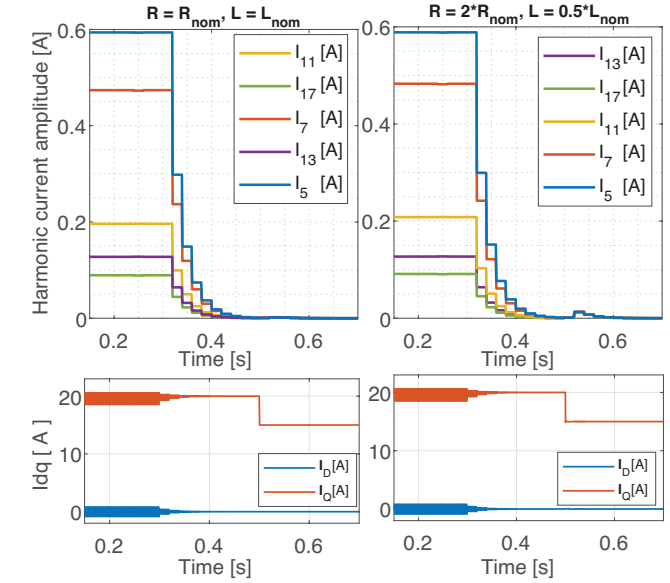 R = R_nom, L = L_nom
R = 2*R_nom, L = 0.5*L_nom
Harmonic current amplitude [A]
0.6
0.4
0.2
0
I_11 [A]
I_17 [A]
I_7 [A]
I_13 [A]
I_5 [A]
0.2 0.4 0.6
Time [s]
0.6
0.4
0.2
0
I_13 [A]
I_17 [A]
I_11 [A]
I_7 [A]
I_5 [A]
0.2 0.4 0.6
Time [s]
Idq [ A ]
20
10
0
I_D[A]
I_Q[A]
0.2 0.4 0.6
Time [s]
20
10
0
I_D[A]
I_Q[A]
0.2 0.4 0.6
Time [s]